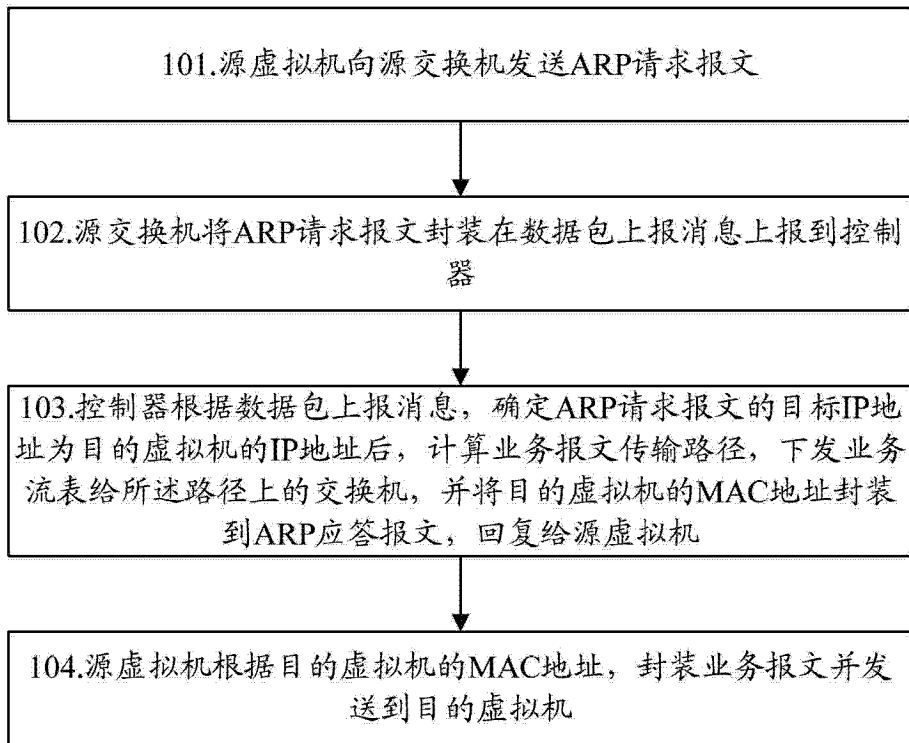 101.源虚拟机向源交换机发送ARP请求报文
102.源交换机将ARP请求报文封装在数据包上报消息上报到控制
器
103.控制器根据数据包上报消息，确定ARP请求报文的目标IP地
址为目的虚拟机的IP地址后，计算业务报文传输路径，下发业务
流表给所述路径上的交换机，并将目的虚拟机的MAC地址封装
到ARP应答报文，回复给源虚拟机
104.源虚拟机根据目的虚拟机的MAC地址，封装业务报文并发
送到目的虚拟机